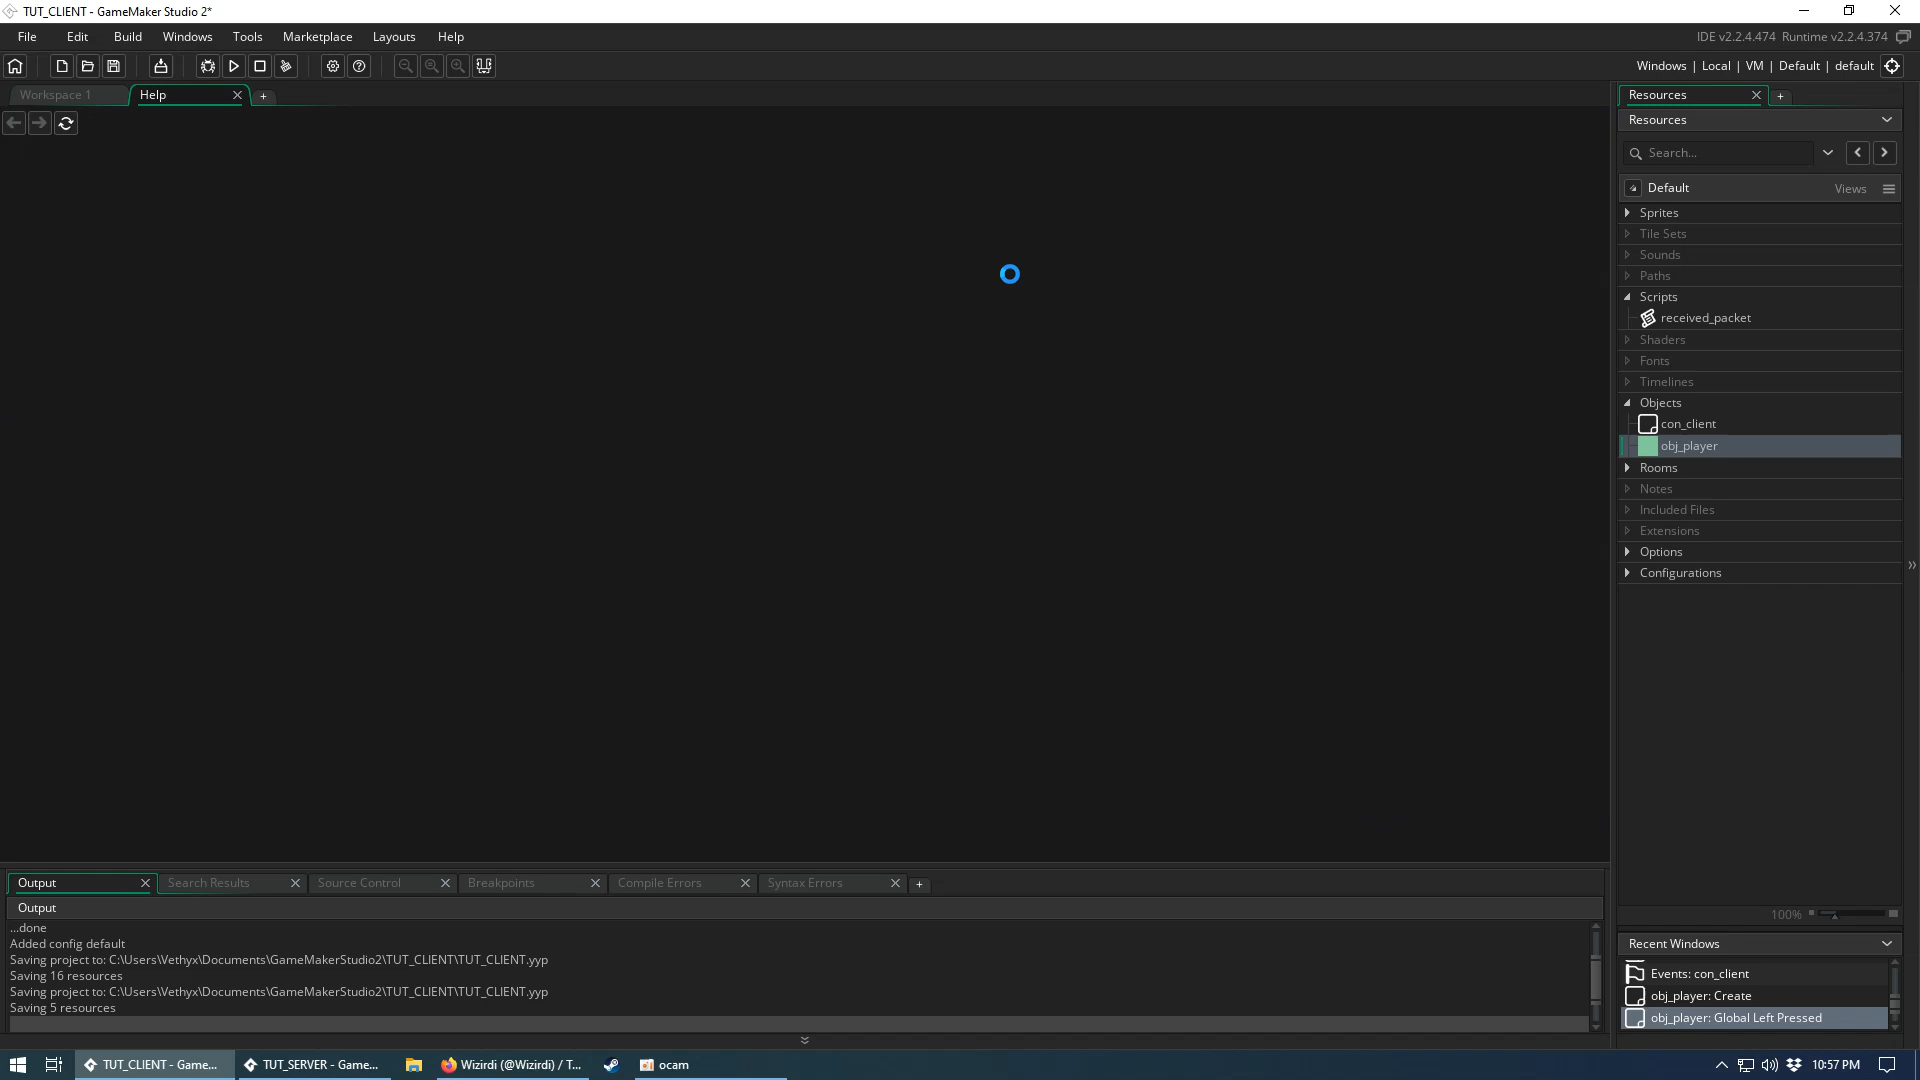 TUT_CLIENT - GameMaker Studio 2*
File Edit Build Windows Tools Marketplace Layouts Help
IDE v2.2.4.474 Runtime v2.2.4.374
Windows | Local | VM | Default | default
Workspace 1
Help
Resources
Resources
Search...
Default
Views
Sprites
Tile Sets
Sounds
Paths
Scripts
received_packet
Shaders
Fonts
Timelines
Objects
con_client
obj_player
Rooms
Notes
Included Files
Extensions
Options
Configurations
100%
Recent Windows
Events: con_client
obj_player: Create
obj_player: Global Left Pressed
Output
Search Results
Source Control
Breakpoints
Compile Errors
Syntax Errors
Output
...done
Added config default
Saving project to: C:\Users\Vethyx\Documents\GameMakerStudio2\TUT_CLIENT\TUT_CLIENT.yyp
Saving 16 resources
Saving project to: C:\Users\Vethyx\Documents\GameMakerStudio2\TUT_CLIENT\TUT_CLIENT.yyp
Saving 5 resources
TUT_CLIENT - Game...
TUT_SERVER - Game...
Wizirdi (@Wizirdi) / T...
ocam
10:57 PM